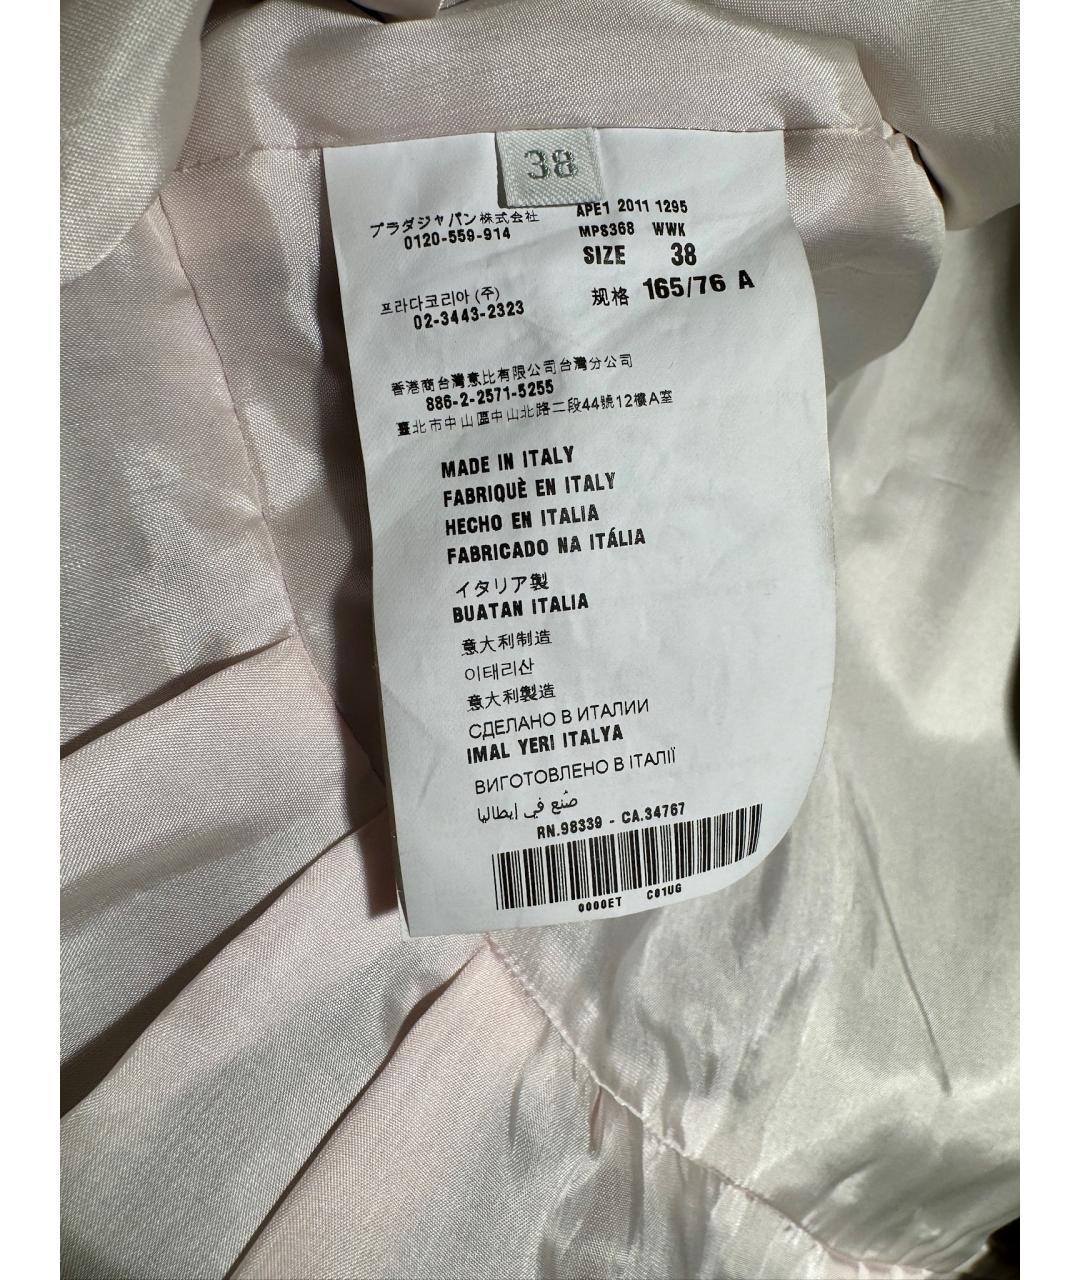 38
プラダジャパン株式会社
0120-559-914
APE1 2011 1295
MPS368 WWK
SIZE 38
规格 165/76 A
프라다코리아 (주)
02-3443-2323
香港商台灣意比有限公司台灣分公司
886-2-2571-5255
臺北市中山區中山北路二段44號12樓A室
MADE IN ITALY
FABRIQUÈ EN ITALY
HECHO EN ITALIA
FABRICADO NA ITÁLIA
イタリア製
BUATAN ITALIA
意大利制造
이태리산
意大利製造
СДЕЛАНО В ИТАЛИИ
IMAL YERI ITALYA
ВИГОТОВЛЕНО В ІТАЛІЇ
صُنع في إيطاليا
RN.98339 - CA.34767
0000ET C01UG